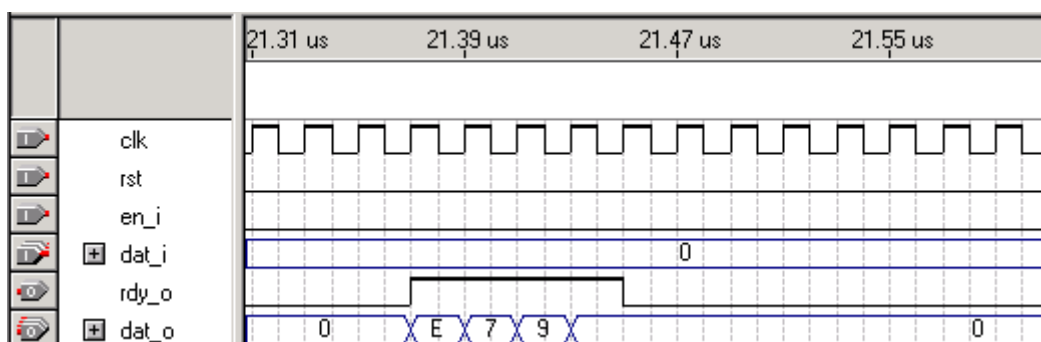 21.31 us 21.39 us 21.47 us 21.55 us
clk
rst
en_i
dat_i 0
rdy_o
dat_o 0 E 7 9 0